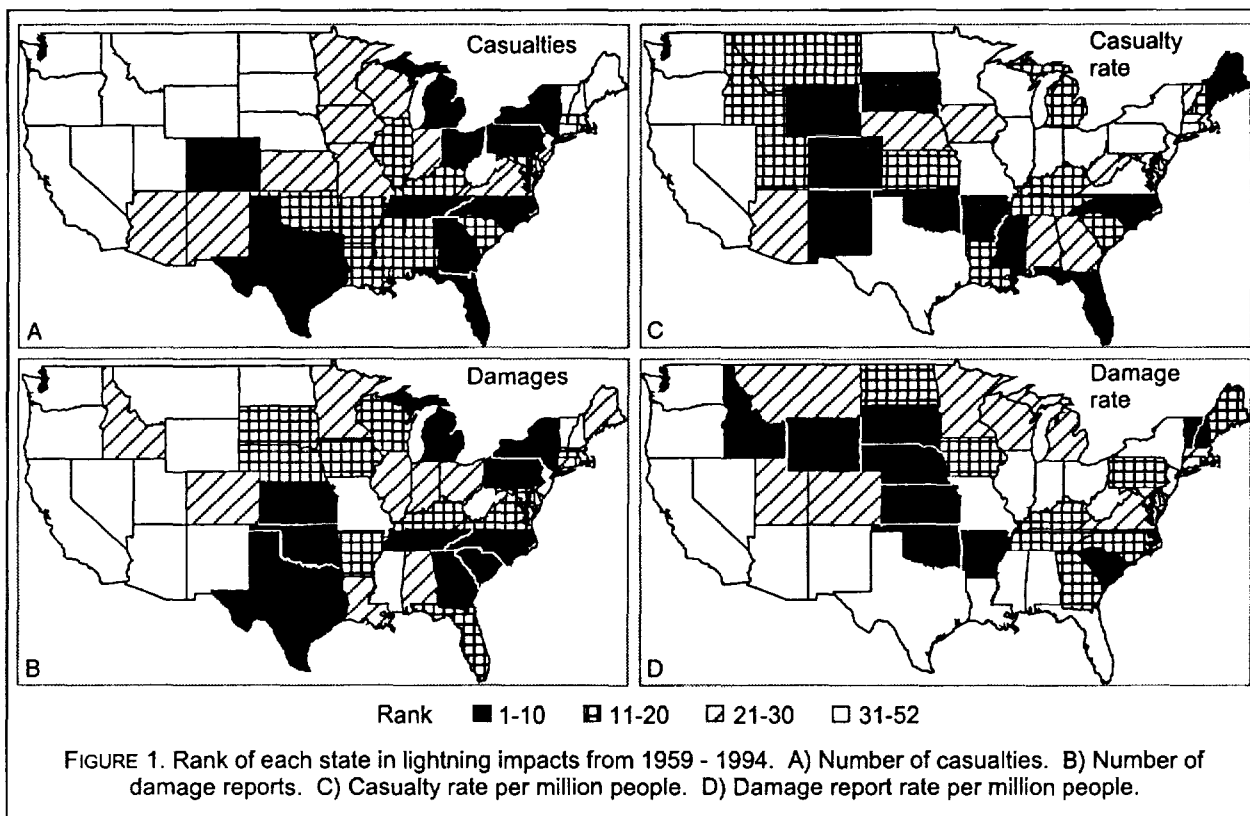 Casualties
A
Casualty
rate
C
Damages
B
Damage
rate
D
Rank 1-10 11-20 21-30 31-52
FIGURE 1. Rank of each state in lightning impacts from 1959 - 1994. A) Number of casualties. B) Number of
damage reports. C) Casualty rate per million people. D) Damage report rate per million people.